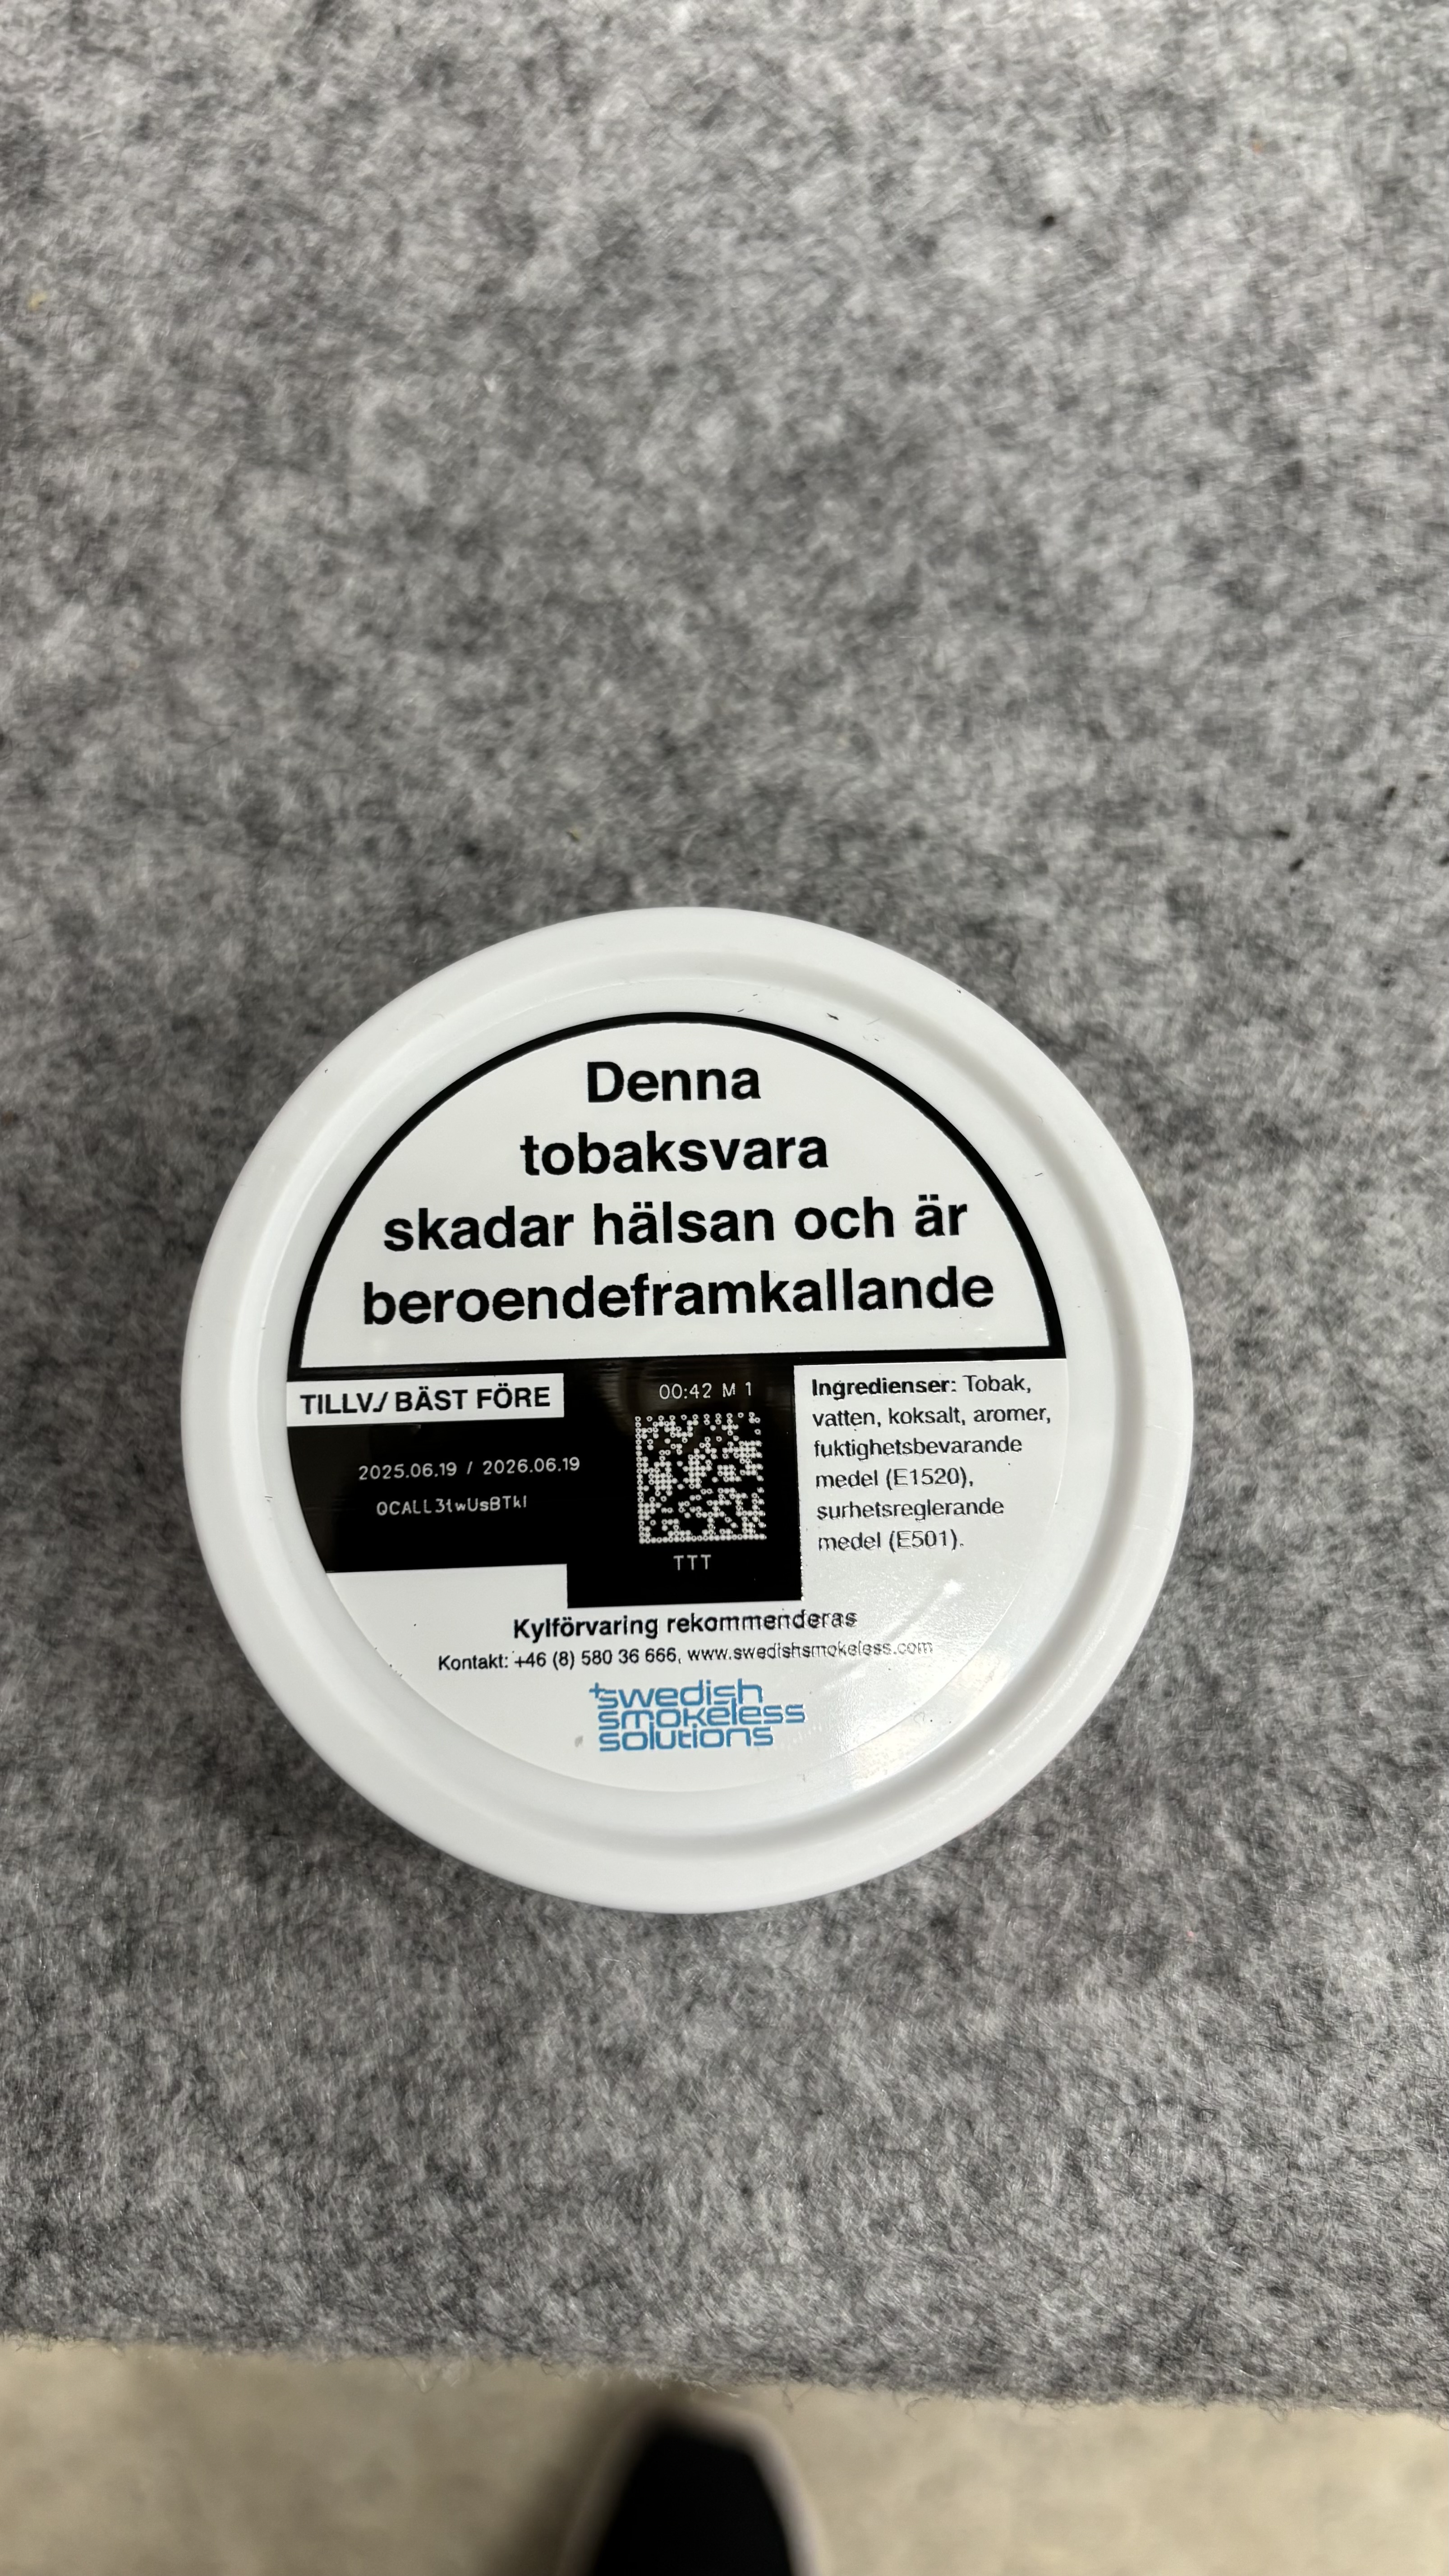 Denna
tobaksvara
skadar hälsan och är
beroendeframkallande
TILLV./ BÄST FÖRE
2025.06.19 / 2026.06.19
QCALL3twUsBTkl
00:42 M 1
TTT
Ingredienser: Tobak,
vatten, koksalt, aromer,
fuktighetsbevarande
medel (E1520),
surhetsreglerande
medel (E501).
Kylförvaring rekommenderas
Kontakt: +46 (8) 580 36 666, www.swedishsmokeless.com
swedish
smokeless
solutions